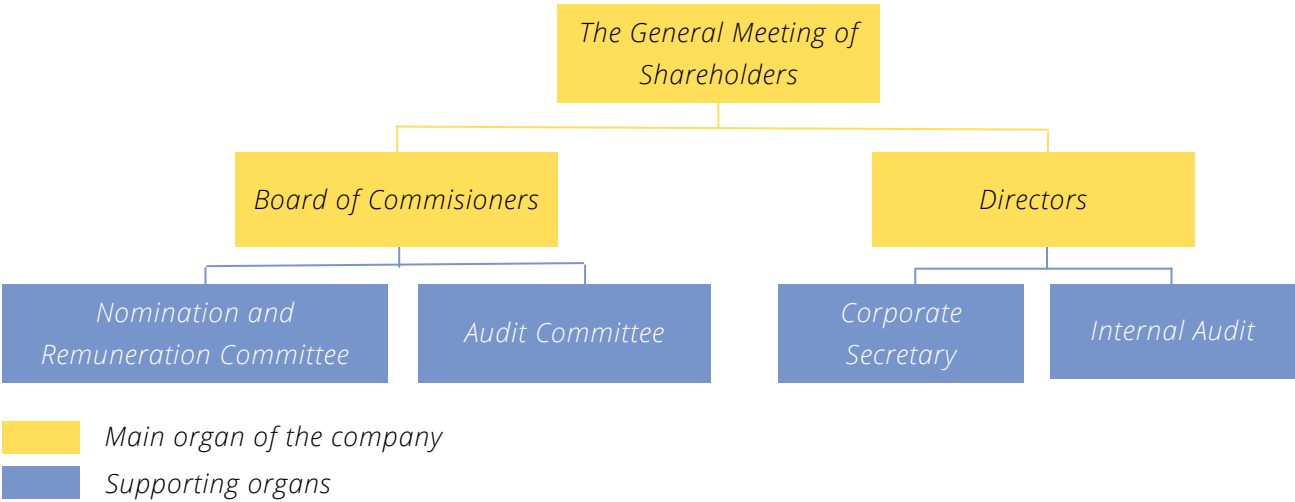 The General Meeting of
Shareholders
Board of Commisioners
Directors
Nomination and
Remuneration Committee
Audit Committee
Corporate
Secretary
Internal Audit
Main organ of the company
Supporting organs